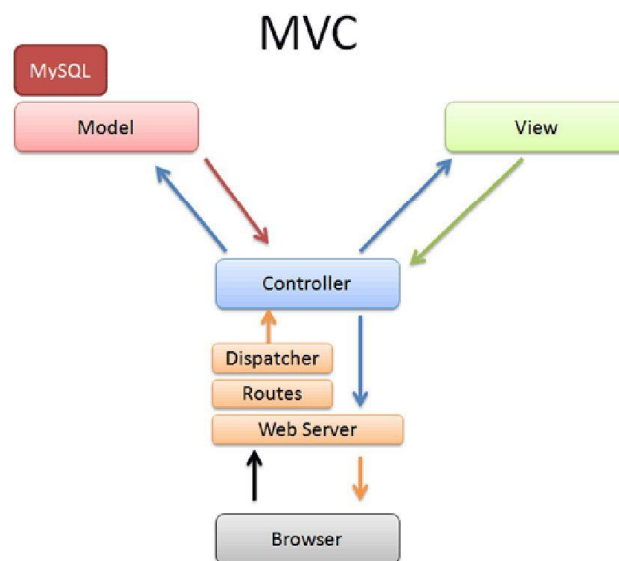 MVC
MySQL
Model
View
Controller
Dispatcher
Routes
Web Server
Browser